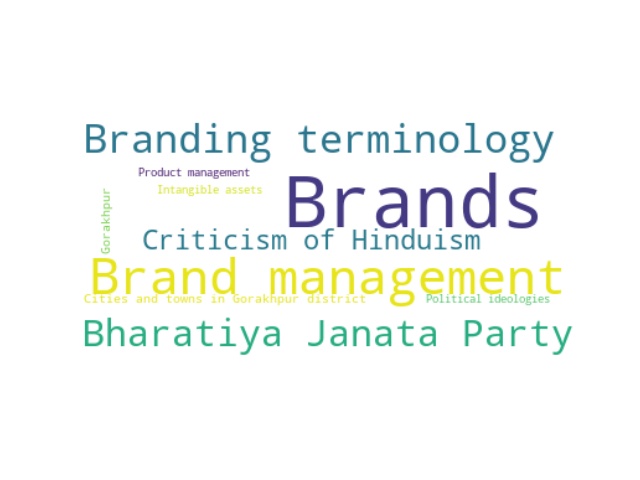 Branding terminology
Product management
Intangible assets
Brands
Gorakhpur
Criticism of Hinduism
Brand management
Cities and towns in Gorakhpur district
Political ideologies
Bharatiya Janata Party